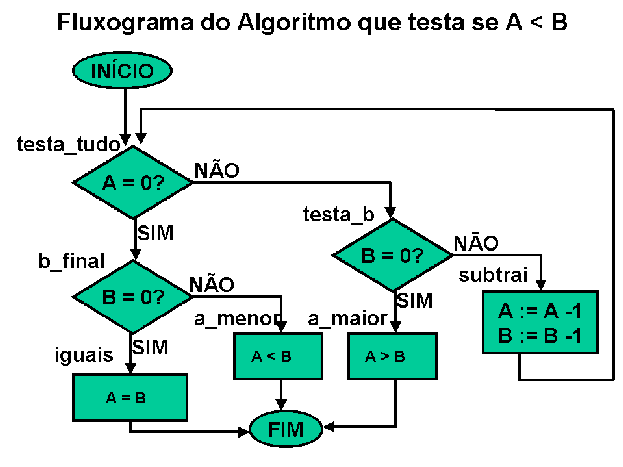 Fluxograma do Algoritmo que testa se A < B
INÍCIO
testa_tudo
A = 0?
NÃO
SIM
testa_b
B = 0?
NÃO
SIM
subtrai
A := A -1
B := B -1
b_final
B = 0?
NÃO
SIM
a_menor
A < B
a_maior
A > B
iguais
A = B
FIM